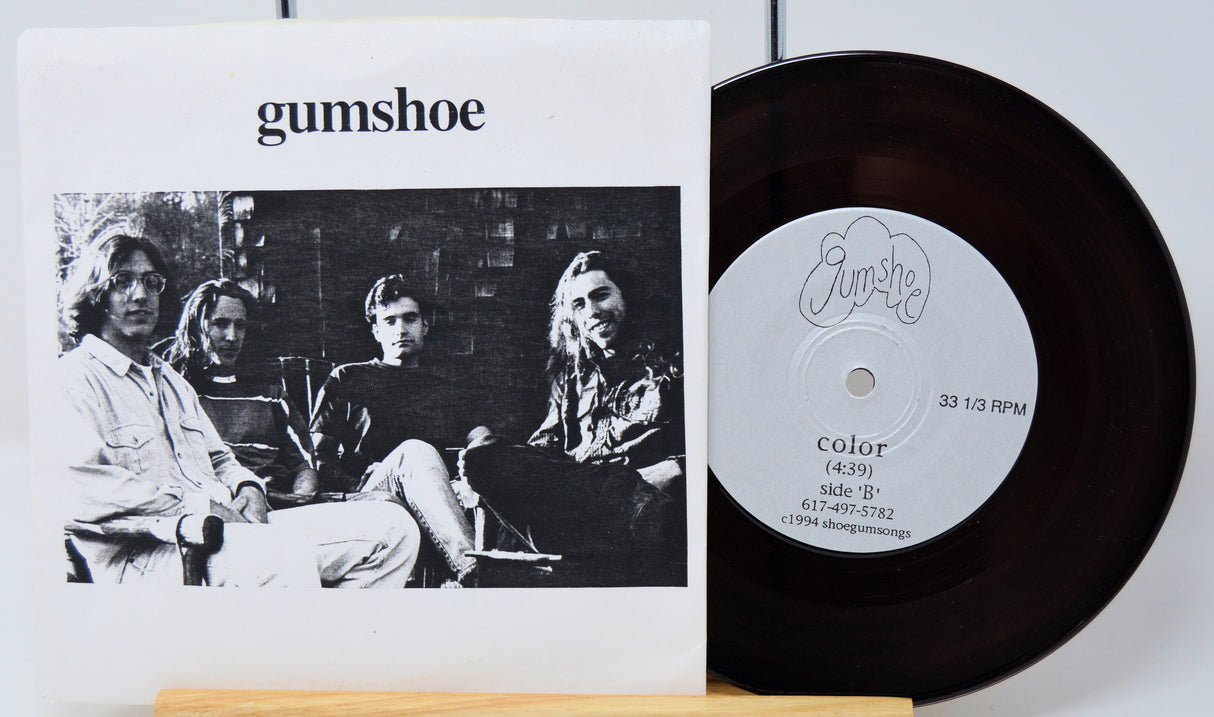 gumshoe
gumshoe
33 1/3 RPM
color
(4:39)
side 'B'
617-497-5782
c1994 shoegumsongs